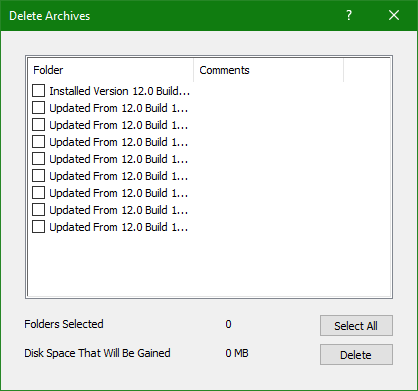 Delete Archives ? ×
Folder Comments
Installed Version 12.0 Build...
Updated From 12.0 Build 1...
Updated From 12.0 Build 1...
Updated From 12.0 Build 1...
Updated From 12.0 Build 1...
Updated From 12.0 Build 1...
Updated From 12.0 Build 1...
Updated From 12.0 Build 1...
Updated From 12.0 Build 1...
Folders Selected 0 Select All
Disk Space That Will Be Gained 0 MB Delete